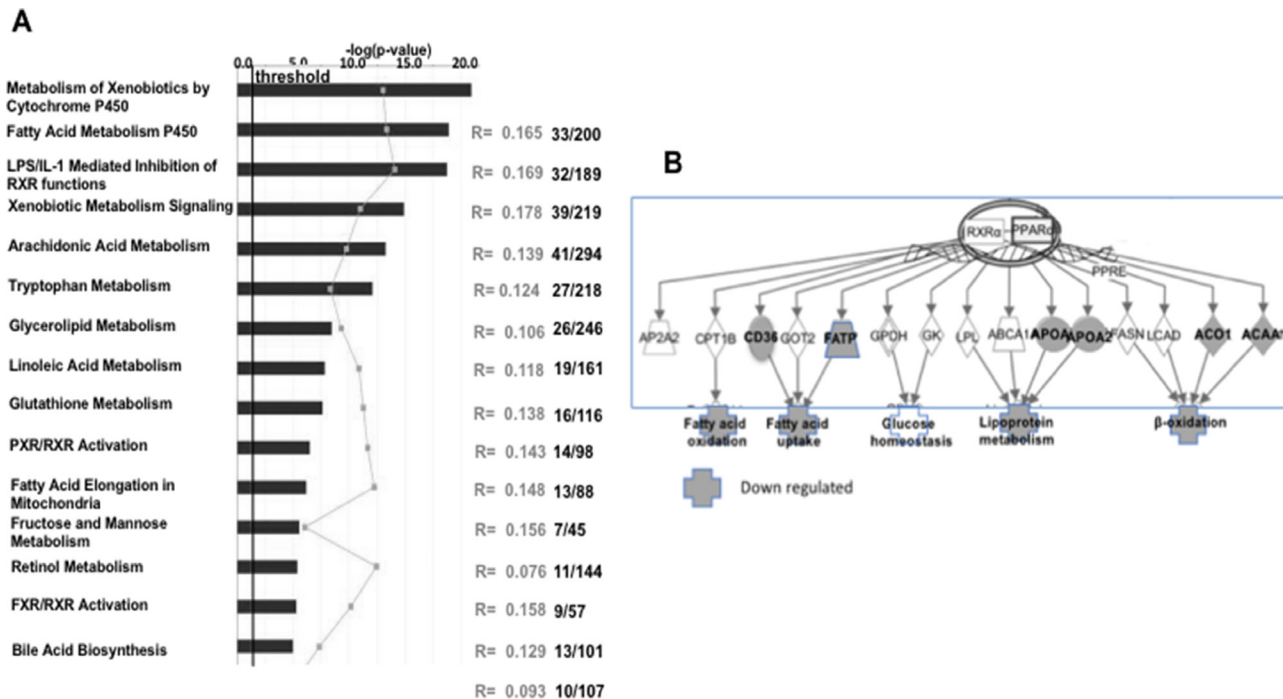 A
-log(p-value)
0.0 5.0 10.0 15.0 20.0
threshold
Metabolism of Xenobiotics by
Cytochrome P450
Fatty Acid Metabolism P450
R= 0.165 33/200
LPS/IL-1 Mediated Inhibition of
RXR functions
R= 0.169 32/189
Xenobiotic Metabolism Signaling
R= 0.178 39/219
Arachidonic Acid Metabolism
R= 0.139 41/294
Tryptophan Metabolism
R= 0.124 27/218
Glycerolipid Metabolism
R= 0.106 26/246
Linoleic Acid Metabolism
R= 0.118 19/161
Glutathione Metabolism
R= 0.138 16/116
PXR/RXR Activation
R= 0.143 14/98
Fatty Acid Elongation in
Mitochondria
R= 0.148 13/88
Fructose and Mannose
Metabolism
R= 0.156 7/45
Retinol Metabolism
R= 0.076 11/144
FXR/RXR Activation
R= 0.158 9/57
Bile Acid Biosynthesis
R= 0.129 13/101
R= 0.093 10/107
B
RXRα PPARα
PPRE
AP2A2 CPT1B CD36 GOT2 FATP GPDH GK LPL ABCA1 APOA APOA2 FASN LCAD ACO1 ACAA1
Fatty acid
oxidation
Fatty acid
uptake
Glucose
homeostasis
Lipoprotein
metabolism
β-oxidation
Down regulated